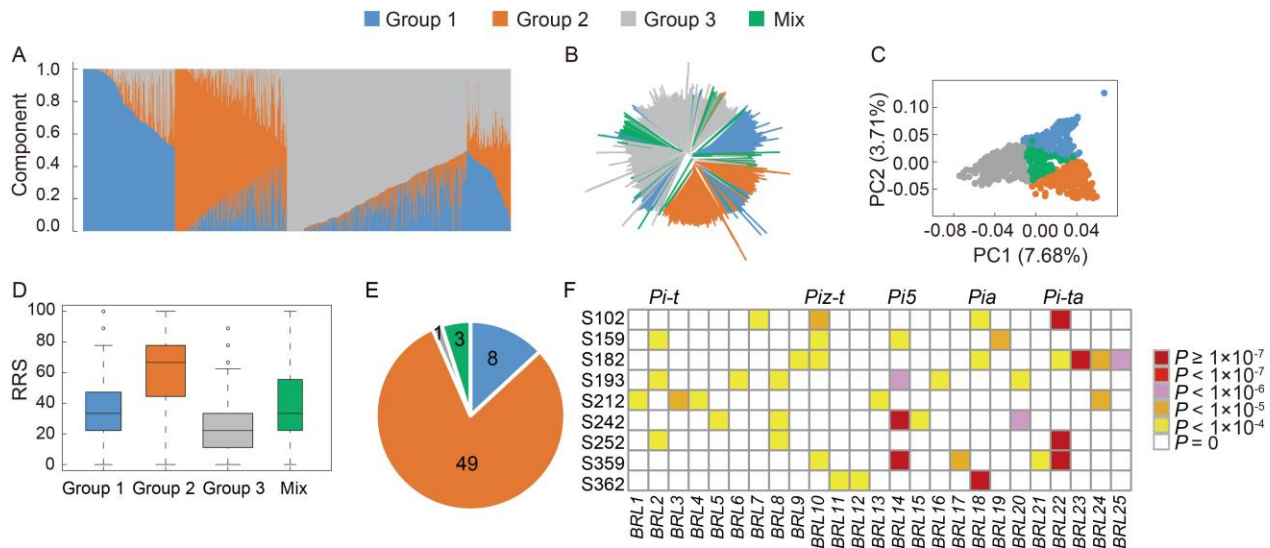 Group 1 Group 2 Group 3 Mix
A
1.0
0.8
0.6
0.4
0.2
0.0
Component
B
C
0.10
0.05
0.00
-0.05
PC2 (3.71%)
-0.08 -0.04 0.00 0.04
PC1 (7.68%)
D
100
80
60
40
20
0
RRS
Group 1 Group 2 Group 3 Mix
E
1
3
8
49
F
Pi-t Piz-t Pi5 Pia Pi-ta
S102
S159
S182
S193
S212
S242
S252
S359
S362
BRL1 BRL2 BRL3 BRL4 BRL5 BRL6 BRL7 BRL8 BRL9 BRL10 BRL11 BRL12 BRL13 BRL14 BRL15 BRL16 BRL17 BRL18 BRL19 BRL20 BRL21 BRL22 BRL23 BRL24 BRL25
P ≥ 1×10⁻⁷
P < 1×10⁻⁷
P < 1×10⁻⁶
P < 1×10⁻⁵
P < 1×10⁻⁴
P = 0